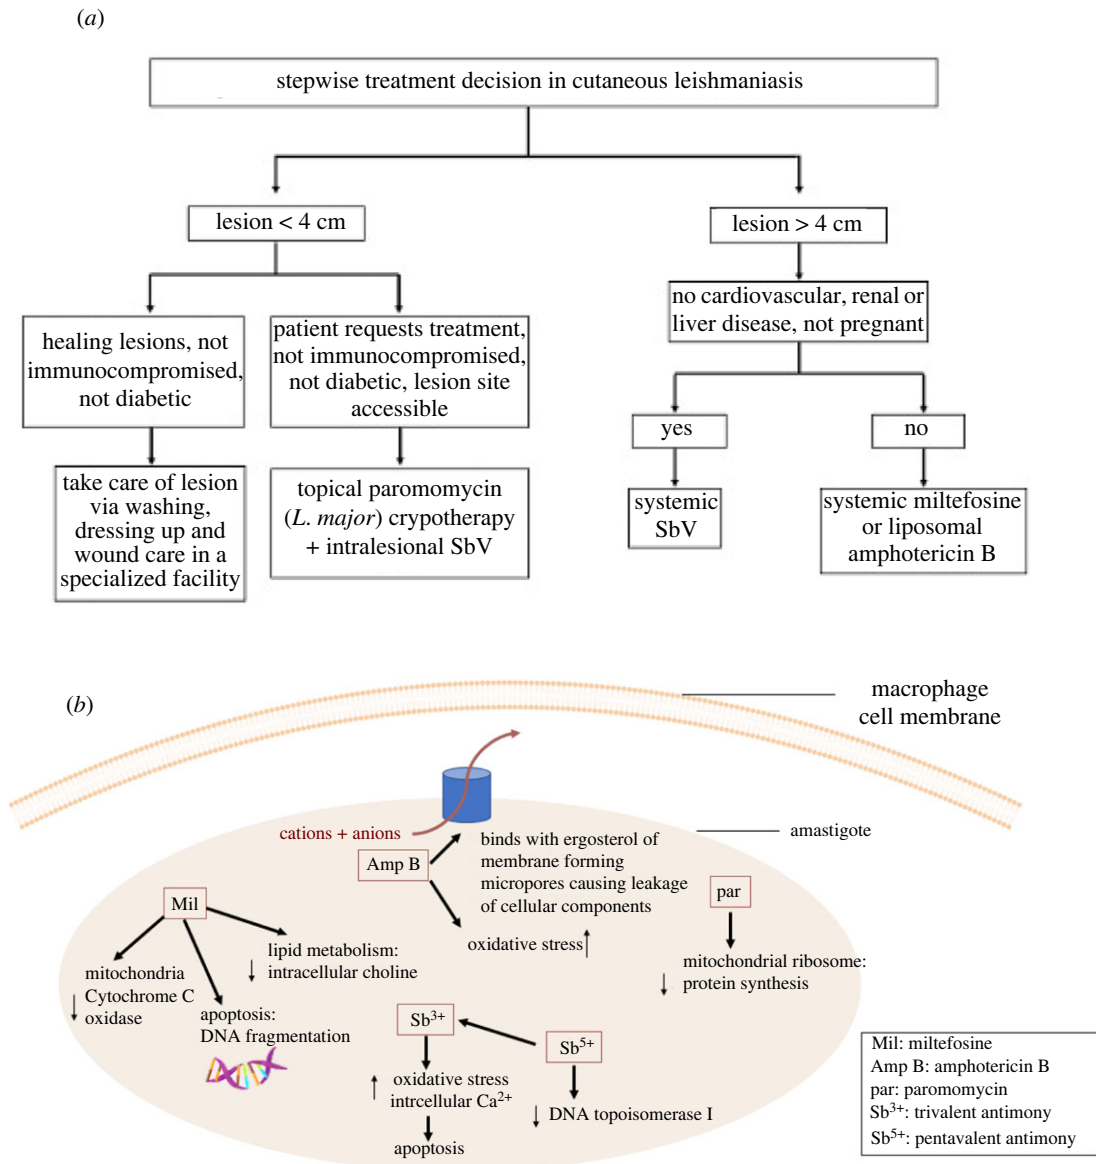 (a)
stepwise treatment decision in cutaneous leishmaniasis
lesion < 4 cm
lesion > 4 cm
healing lesions, not
immunocompromised,
not diabetic
patient requests treatment,
not immunocompromised,
not diabetic, lesion site
accessible
no cardiovascular, renal or
liver disease, not pregnant
yes
no
take care of lesion
via washing,
dressing up and
wound care in a
specialized facility
topical paromomycin
(L. major) crypotherapy
+ intralesional SbV
systemic
SbV
systemic miltefosine
or liposomal
amphotericin B
(b)
macrophage
cell membrane
cations + anions
amastigote
Amp B
binds with ergosterol of
membrane forming
micropores causing leakage
of cellular components
oxidative stress↑
par
mitochondrial ribosome:
↓ protein synthesis
Mil
lipid metabolism:
↓ intracellular choline
mitochondria
Cytochrome C
↓ oxidase
apoptosis:
DNA fragmentation
Sb³⁺
Sb⁵⁺
↑ oxidative stress
intrcellular Ca²⁺
apoptosis
↓ DNA topoisomerase I
Mil: miltefosine
Amp B: amphotericin B
par: paromomycin
Sb³⁺: trivalent antimony
Sb⁵⁺: pentavalent antimony